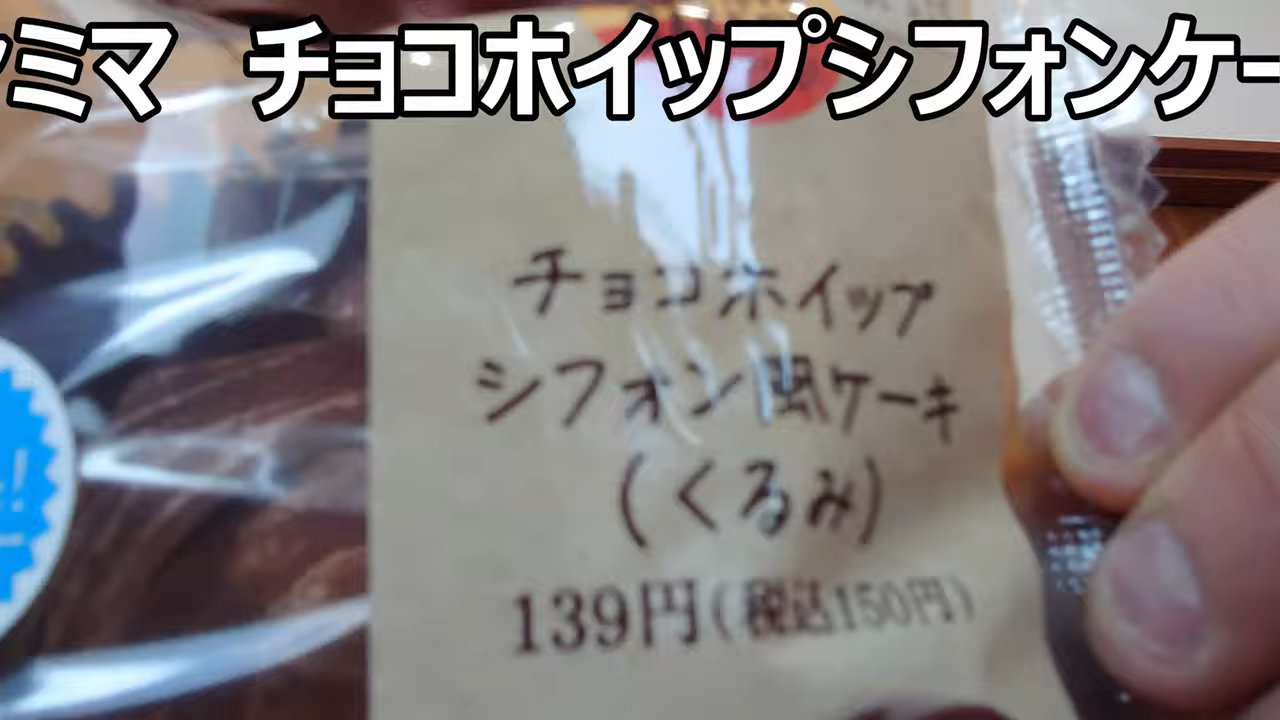 ミマ チョコホイップシフォンケー
チョコホイップ
シフォン風ケーキ
(くるみ)
139円(税込150円)